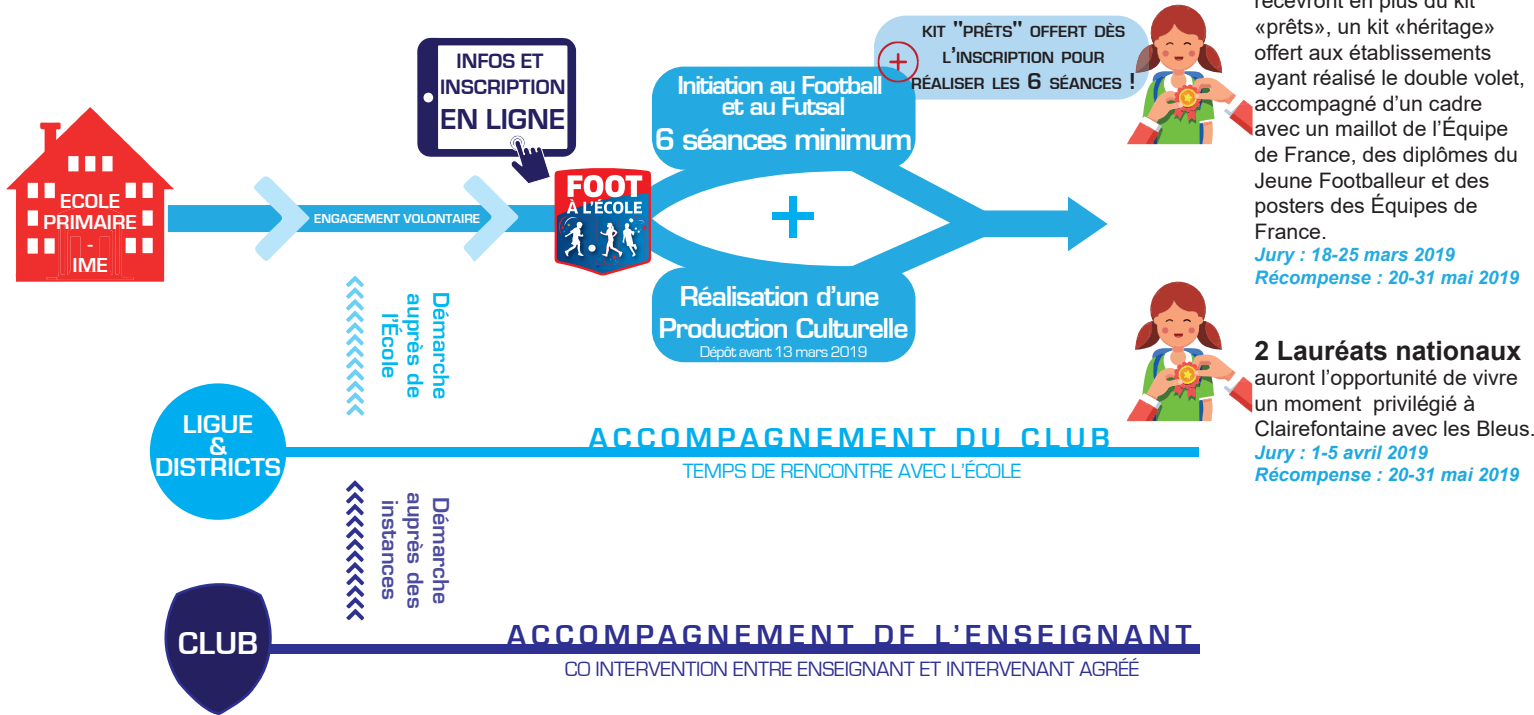 INFOS ET
INSCRIPTION
EN LIGNE
KIT "PRÊTS" OFFERT DÈS
L'INSCRIPTION POUR
RÉALISER LES 6 SÉANCES !
Initiation au Football
et au Futsal
6 séances minimum
ECOLE
PRIMAIRE
-
IME
ENGAGEMENT VOLONTAIRE
FOOT
À L'ÉCOLE
Réalisation d'une
Production Culturelle
Dépôt avant 13 mars 2019
recevront en plus du kit
«prêts», un kit «héritage»
offert aux établissements
ayant réalisé le double volet,
accompagné d'un cadre
avec un maillot de l'Équipe
de France, des diplômes du
Jeune Footballeur et des
posters des Équipes de
France.
Jury : 18-25 mars 2019
Récompense : 20-31 mai 2019
2 Lauréats nationaux
auront l'opportunité de vivre
un moment privilégié à
Clairefontaine avec les Bleus.
Jury : 1-5 avril 2019
Récompense : 20-31 mai 2019
Démarche
auprès de
l'École
LIGUE
&
DISTRICTS
ACCOMPAGNEMENT DU CLUB
TEMPS DE RENCONTRE AVEC L'ÉCOLE
Démarche
auprès des
instances
CLUB
ACCOMPAGNEMENT DE L'ENSEIGNANT
CO INTERVENTION ENTRE ENSEIGNANT ET INTERVENANT AGRÉÉ